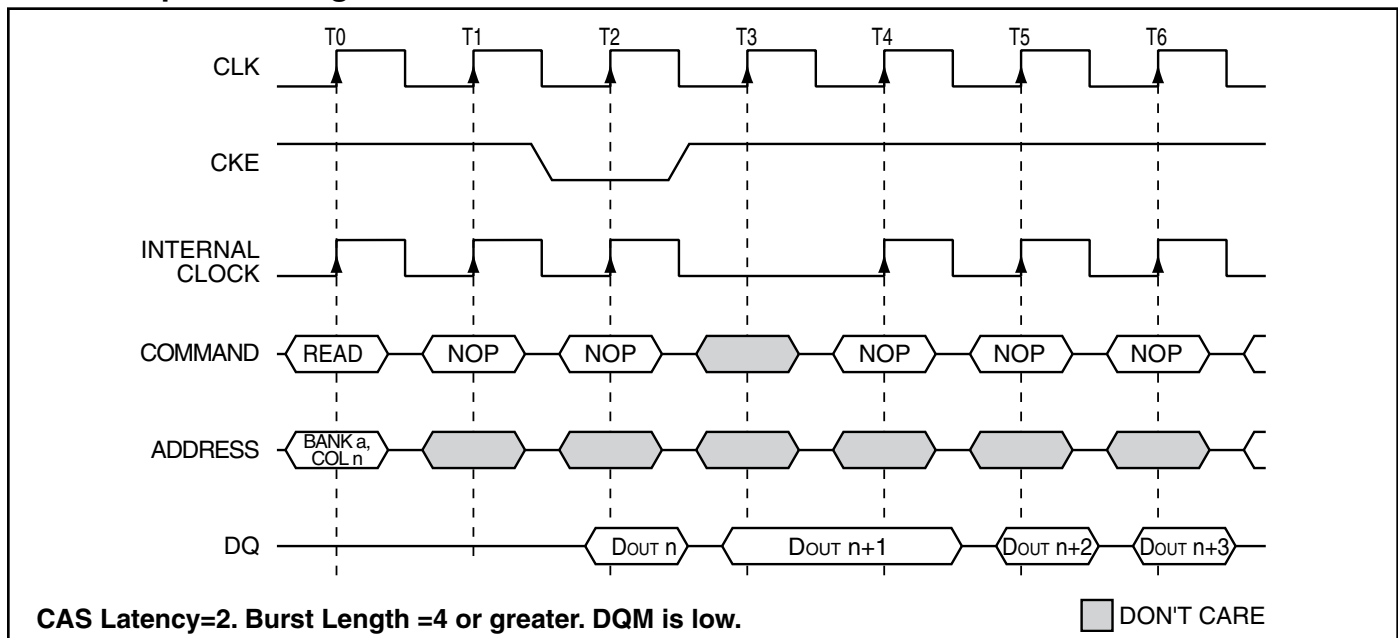 T0 T1 T2 T3 T4 T5 T6
CLK
CKE
INTERNAL
CLOCK
COMMAND READ NOP NOP NOP NOP NOP
ADDRESS BANK a,
COL n
DQ DOUT n DOUT n+1 DOUT n+2 DOUT n+3
CAS Latency=2. Burst Length =4 or greater. DQM is low.
DON'T CARE